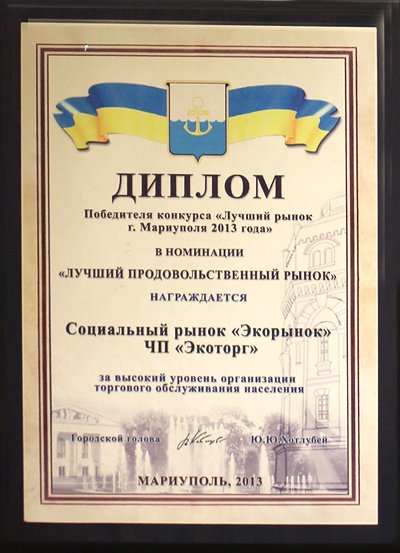 ДИПЛОМ
Победителя конкурса «Лучший рынок
г. Мариуполя 2013 года»
В НОМИНАЦИИ
«ЛУЧШИЙ ПРОДОВОЛЬСТВЕННЫЙ РЫНОК»
НАГРАЖДАЕТСЯ
Социальный рынок «Экорынок»
ЧП «Экоторг»
за высокий уровень организации
торгового обслуживания населения
Городской голова Ю.Ю.Хотлубей
МАРИУПОЛЬ, 2013